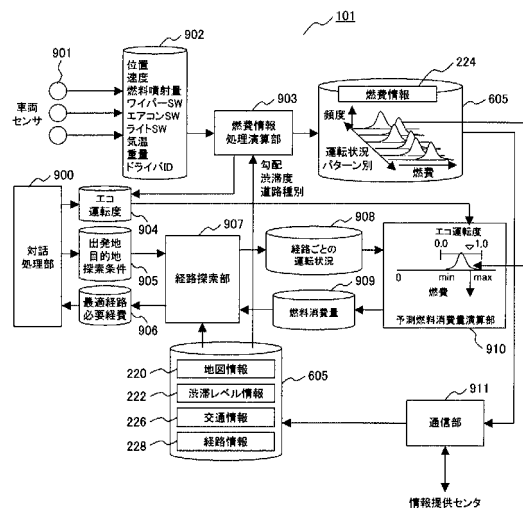 101
901
車両
センサ
902
位置
速度
燃料噴射量
ワイパーSW
エアコンSW
ライトSW
気温
重量
ドライバID
903
燃費情報
処理演算部
224
燃費情報
605
頻度
運転状況
パターン別
燃費
勾配
渋滞度
道路種別
900
対話
処理部
エコ
運転度
904
出発地
目的地
探索条件
905
最適経路
必要経費
906
907
経路探索部
908
経路ごとの
運転状況
909
燃料消費量
エコ運転度
0.0
1.0
0
min
max
燃費
予測燃料消費量演算部
910
220
地図情報
222
渋滞レベル情報
226
交通情報
228
経路情報
605
911
通信部
情報提供センタ